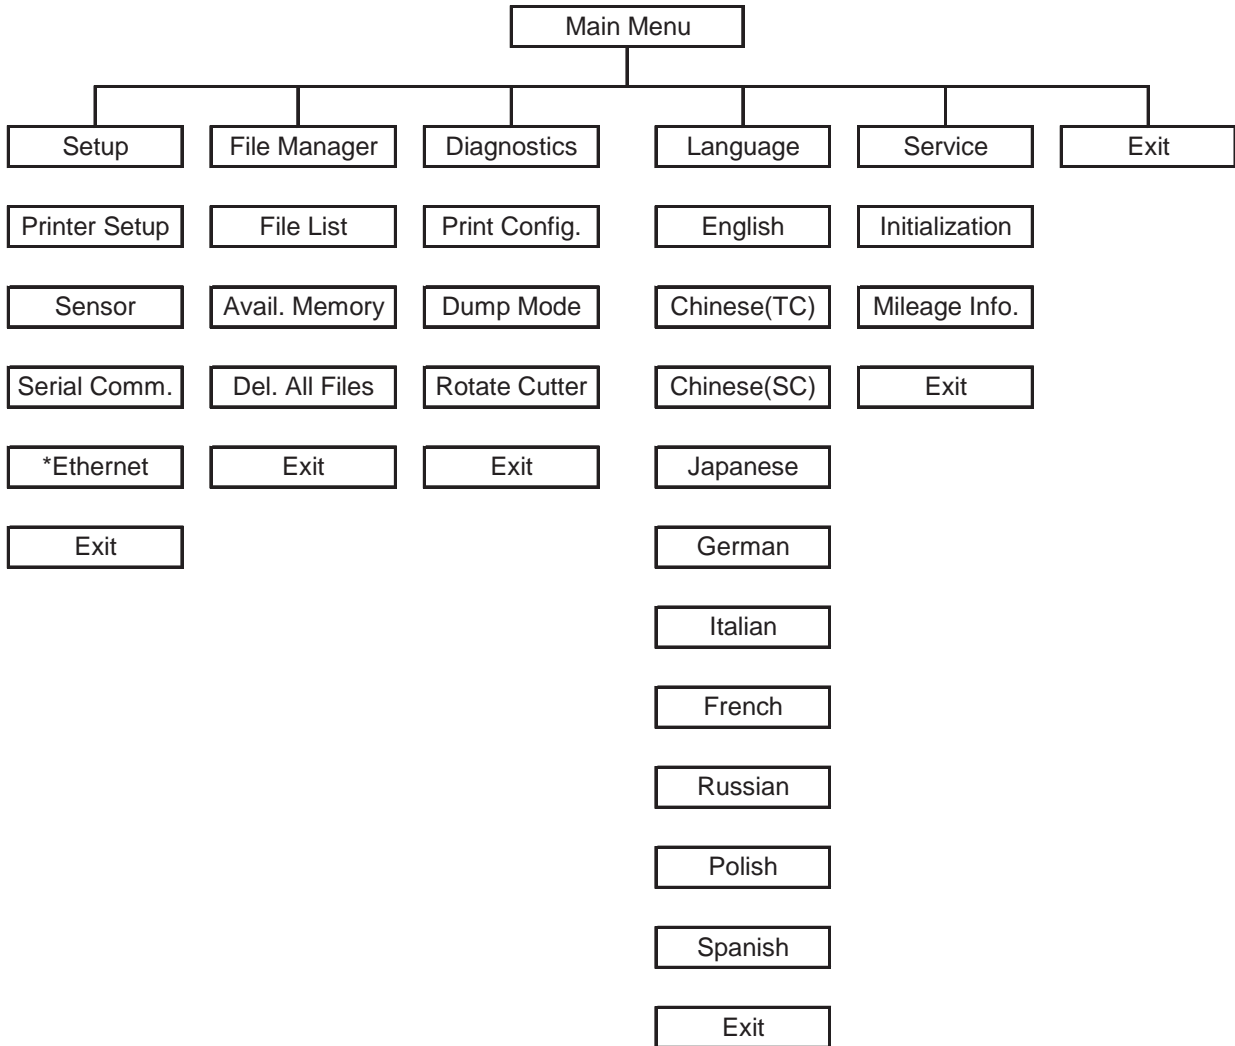 Main Menu
Setup
File Manager
Diagnostics
Language
Service
Exit
Printer Setup
File List
Print Config.
English
Initialization
Sensor
Avail. Memory
Dump Mode
Chinese(TC)
Mileage Info.
Serial Comm.
Del. All Files
Rotate Cutter
Chinese(SC)
Exit
*Ethernet
Exit
Exit
Japanese
Exit
German
Italian
French
Russian
Polish
Spanish
Exit